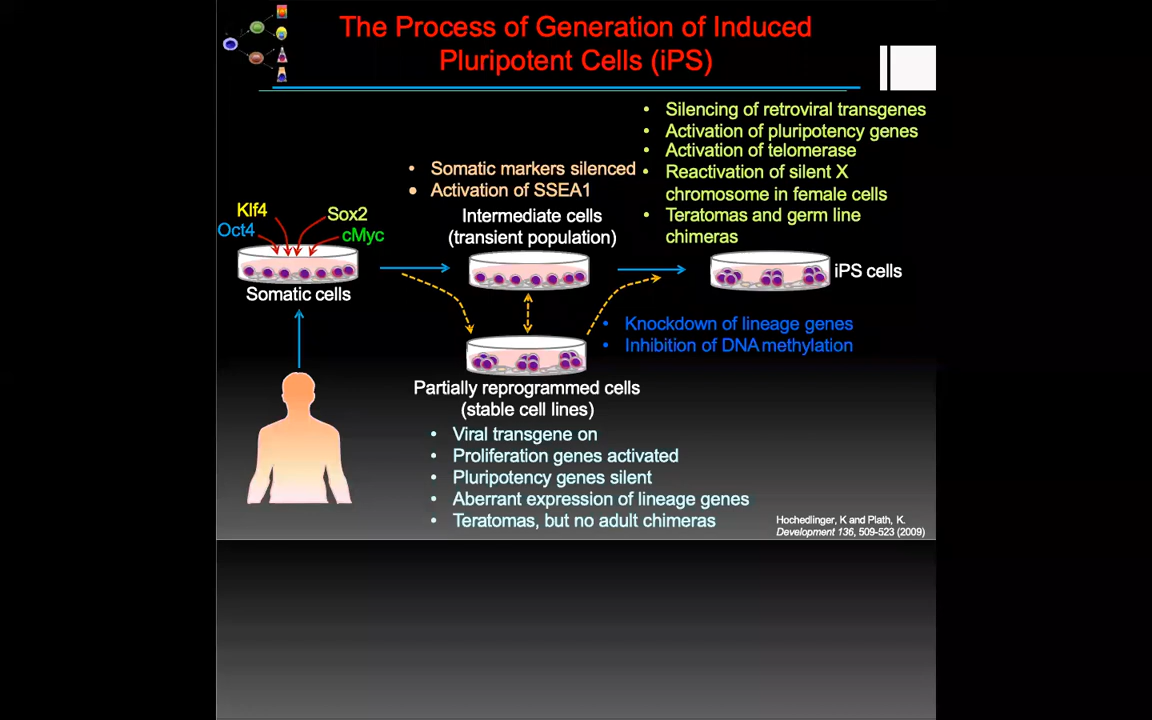 The Process of Generation of Induced
Pluripotent Cells (iPS)
• Silencing of retroviral transgenes
• Activation of pluripotency genes
• Activation of telomerase
• Reactivation of silent X
chromosome in female cells
• Teratomas and germ line
chimeras
• Somatic markers silenced
• Activation of SSEA1
Intermediate cells
(transient population)
Klf4
Sox2
Oct4
cMyc
Somatic cells
iPS cells
• Knockdown of lineage genes
• Inhibition of DNA methylation
Partially reprogrammed cells
(stable cell lines)
• Viral transgene on
• Proliferation genes activated
• Pluripotency genes silent
• Aberrant expression of lineage genes
• Teratomas, but no adult chimeras
Hochedlinger, K and Plath, K.
Development 136, 509-523 (2009)